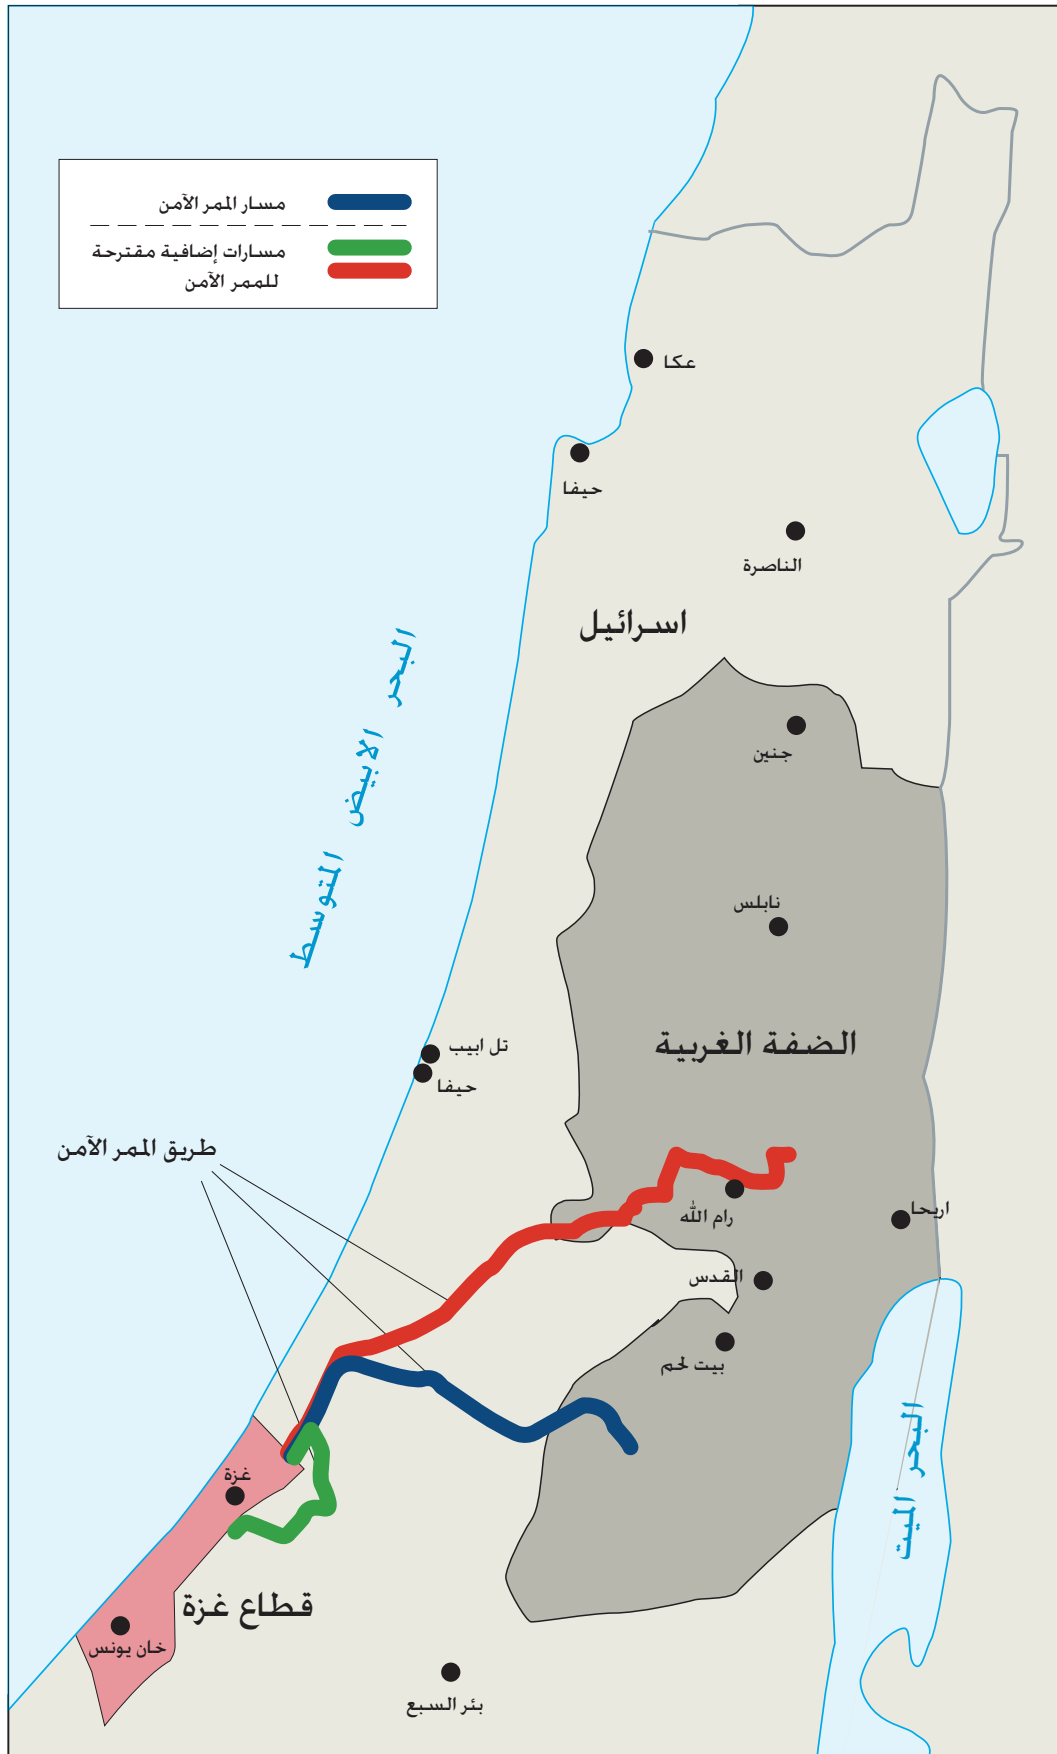 مسار الممر الآمن
مسارات إضافية مقترحة
للممر الآمن
عكا
حيفا
الناصرة
اسرائيل
البحر الابيض المتوسط
جنين
نابلس
الضفة الغربية
تل ابيب
حيفا
طريق الممر الآمن
رام الله
اريحا
القدس
بيت لحم
البحر الميت
غزة
قطاع غزة
خان يونس
بئر السبع